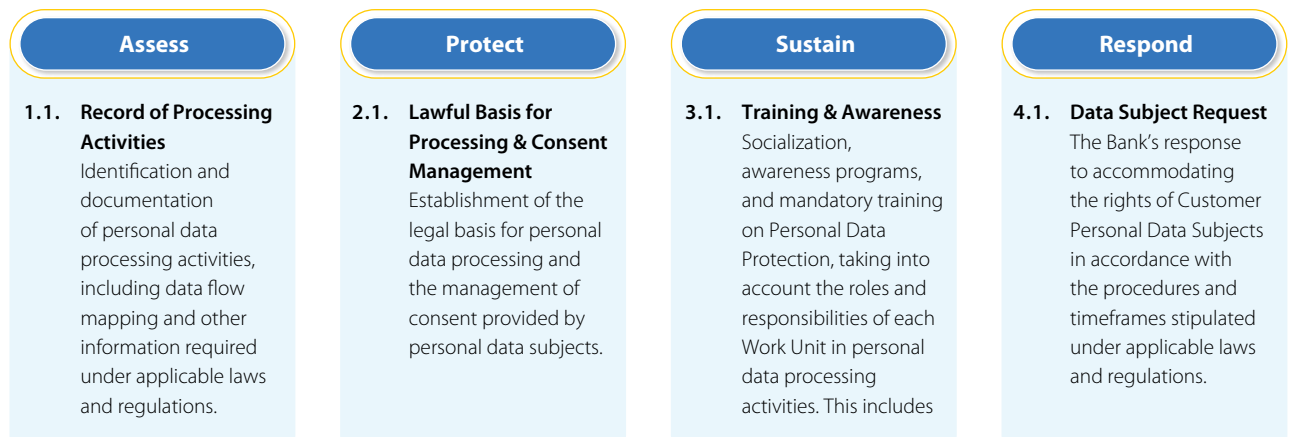 Assess
1.1. Record of Processing
Activities
Identification and
documentation
of personal data
processing activities,
including data flow
mapping and other
information required
under applicable laws
and regulations.
Protect
2.1. Lawful Basis for
Processing & Consent
Management
Establishment of the
legal basis for personal
data processing and
the management of
consent provided by
personal data subjects.
Sustain
3.1. Training & Awareness
Socialization,
awareness programs,
and mandatory training
on Personal Data
Protection, taking into
account the roles and
responsibilities of each
Work Unit in personal
data processing
activities. This includes
Respond
4.1. Data Subject Request
The Bank’s response
to accommodating
the rights of Customer
Personal Data Subjects
in accordance with
the procedures and
timeframes stipulated
under applicable laws
and regulations.